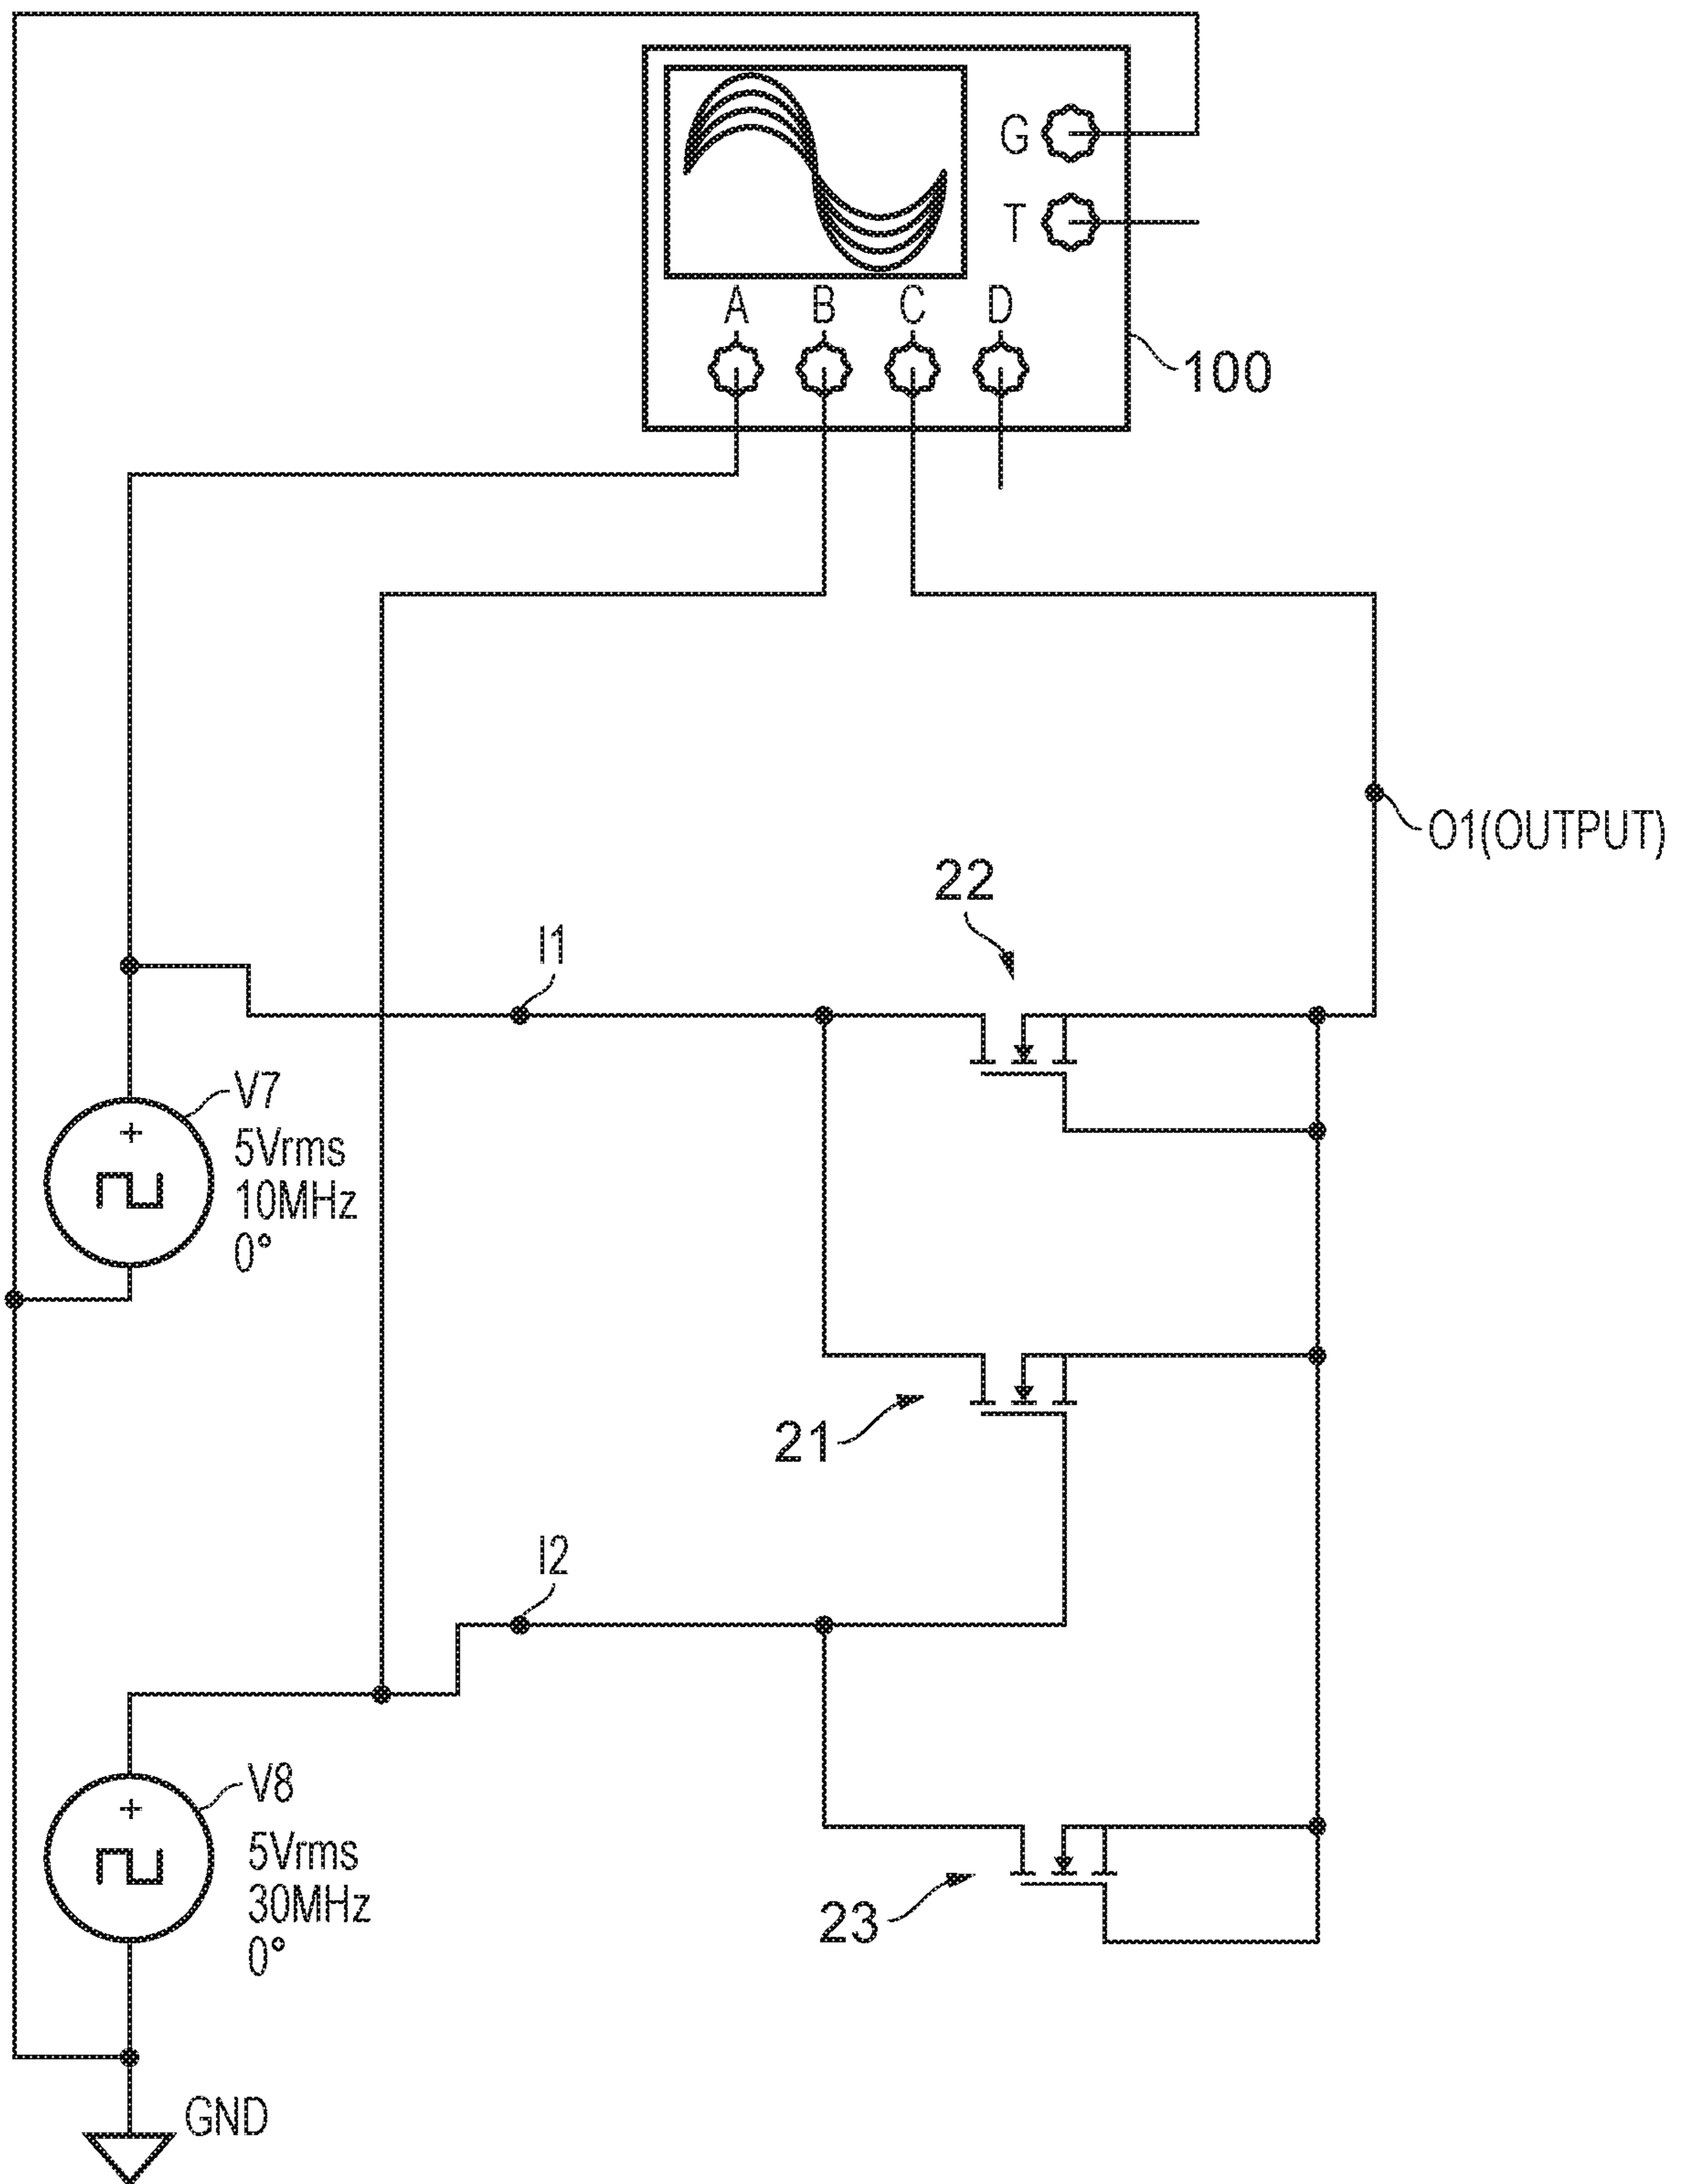 G
T
A B C D
100
O1(OUTPUT)
22
I1
V7
+
5Vrms
10MHz
0°
21
I2
V8
+
5Vrms
30MHz
0°
23
GND